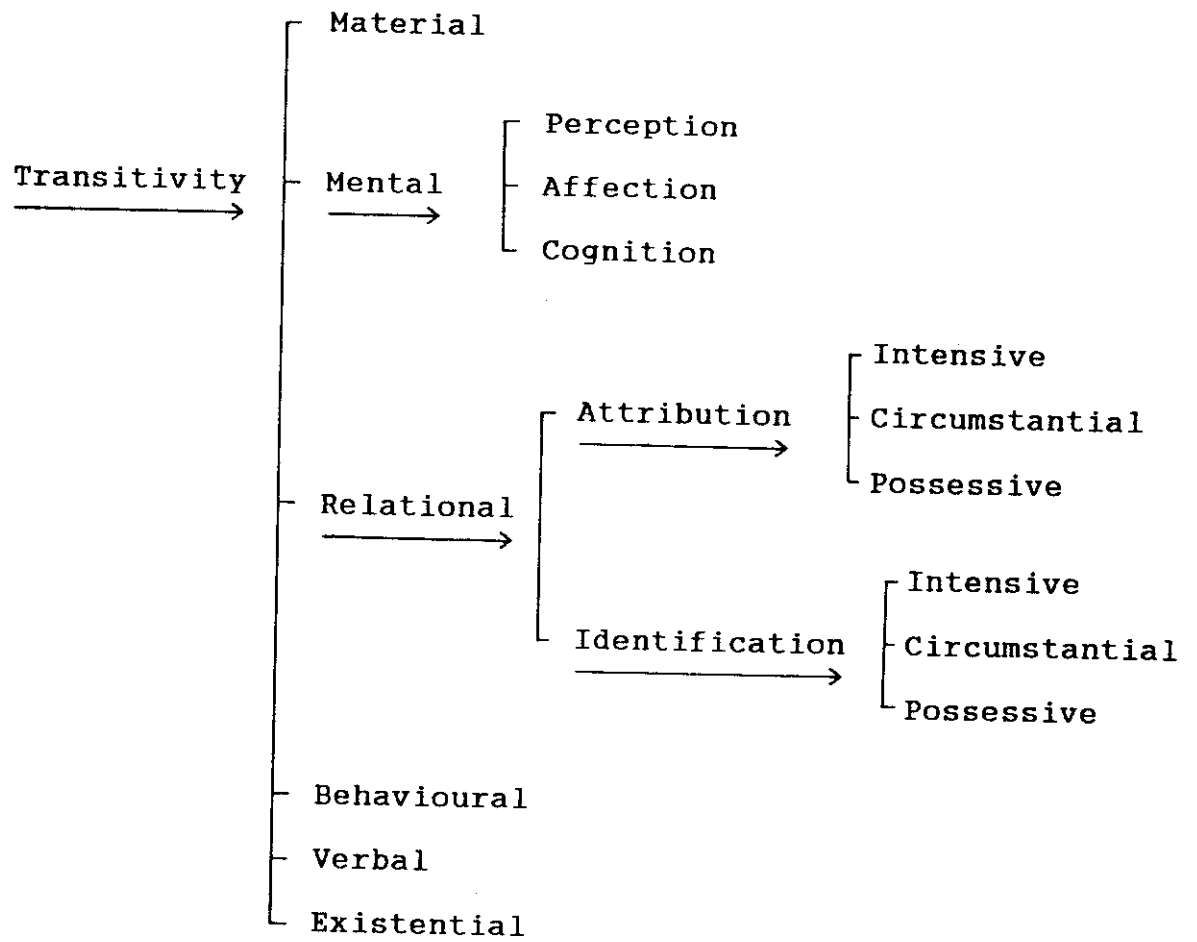 Material
Perception
Transitivity
Mental
Affection
Cognition
Intensive
Attribution
Circumstantial
Possessive
Relational
Intensive
Identification
Circumstantial
Possessive
Behavioural
Verbal
Existential